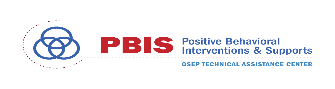 PBIS
Positive Behavioral
Interventions & Supports
OSEP TECHNICAL ASSISTANCE CENTER